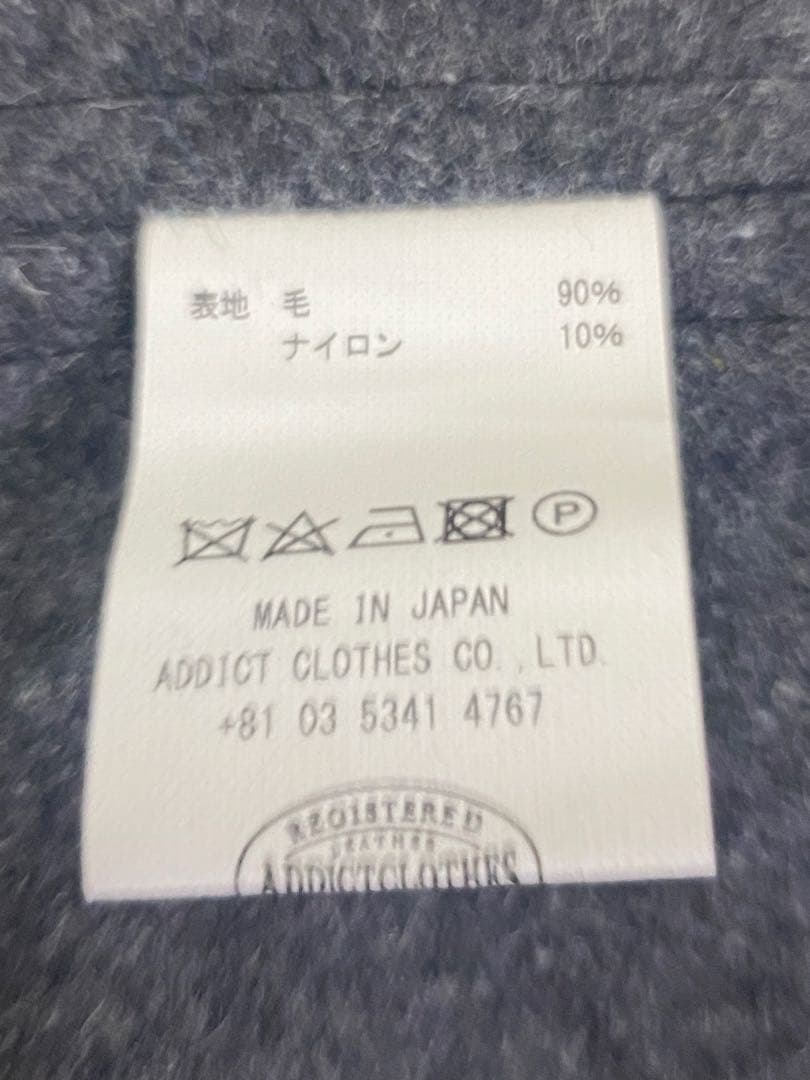 表地 毛 90%
ナイロン 10%
P
MADE IN JAPAN
ADDICT CLOTHES CO.,LTD.
+81 03 5341 4767
REGISTERED
LEATHER
ADDICTCLOTHES